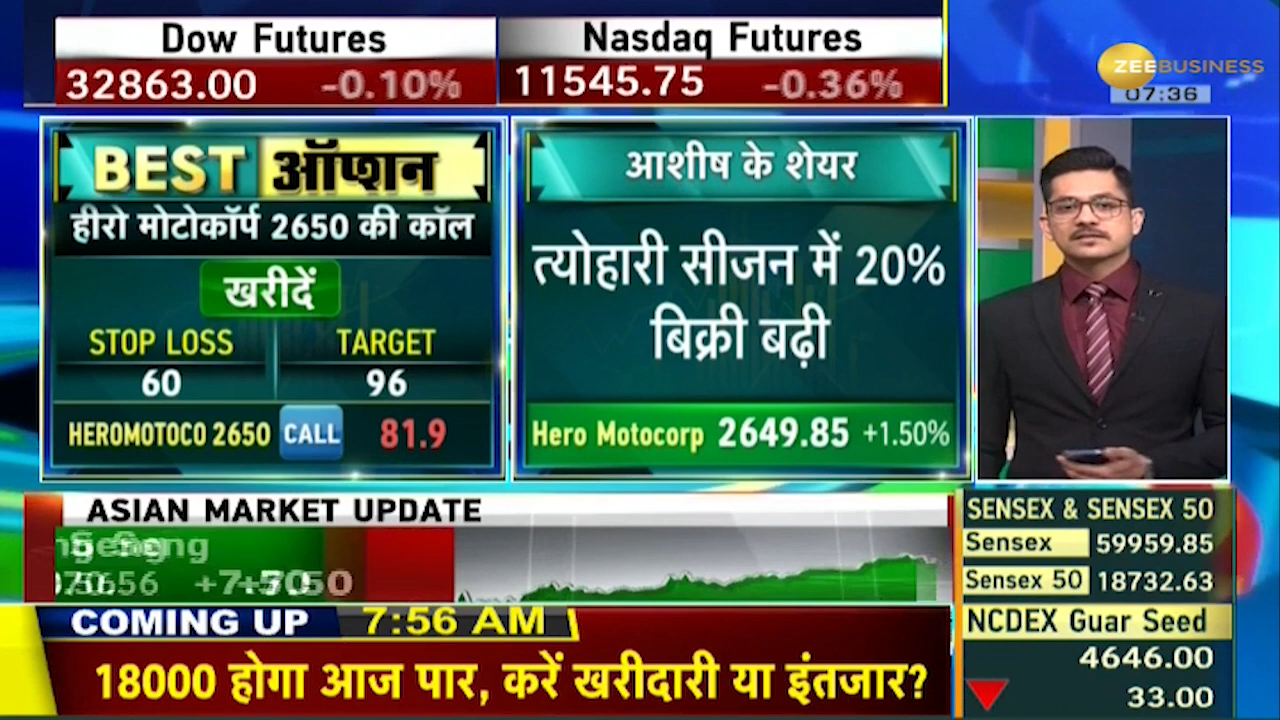 Dow Futures
32863.00 -0.10%
Nasdaq Futures
11545.75 -0.36%
ZEEBUSINESS
07:36
BEST ऑप्शन
हीरो मोटोकॉर्प 2650 की कॉल
खरीदें
STOP LOSS TARGET
60 96
HEROMOTOCO 2650 CALL 81.9
आशीष के शेयर
त्योहारी सीजन में 20%
बिक्री बढ़ी
Hero Motocorp 2649.85 +1.50%
ASIAN MARKET UPDATE
COMING UP 7:56 AM
18000 होगा आज पार, करें खरीदारी या इंतजार?
SENSEX & SENSEX 50
Sensex 59959.85
Sensex 50 18732.63
NCDEX Guar Seed
4646.00
33.00